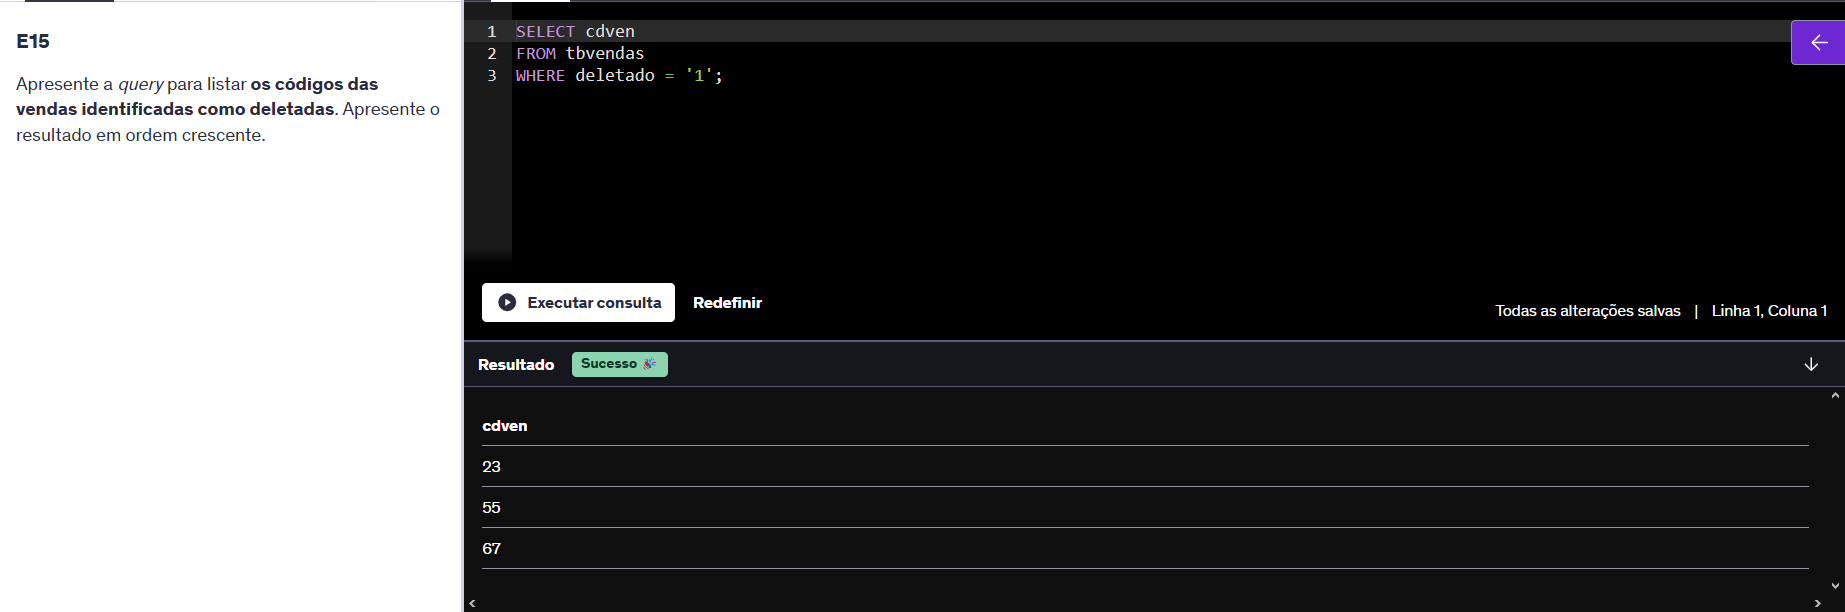 E15
Apresente a query para listar os códigos das
vendas identificadas como deletadas. Apresente o
resultado em ordem crescente.
1 SELECT cdven
2 FROM tbvendas
3 WHERE deletado = '1';
Executar consulta Redefinir
Todas as alterações salvas | Linha 1, Coluna 1
Resultado Sucesso 🎉
cdven
23
55
67